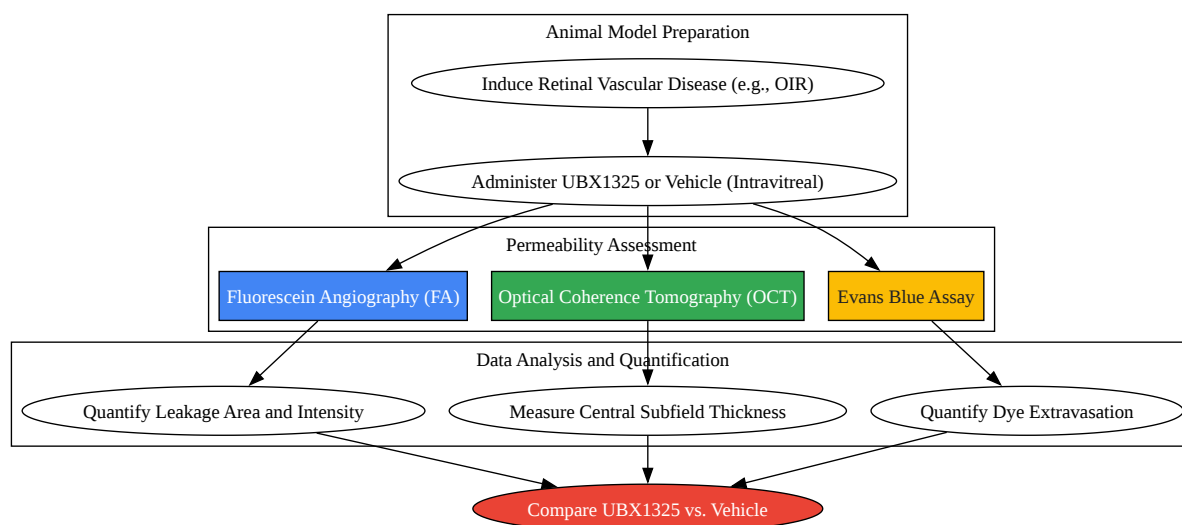 Animal Model Preparation
Induce Retinal Vascular Disease (e.g., OIR)
Administer UBX1325 or Vehicle (Intravitreal)
Permeability Assessment
Fluorescein Angiography (FA)
Optical Coherence Tomography (OCT)
Evans Blue Assay
Data Analysis and Quantification
Quantify Leakage Area and Intensity
Measure Central Subfield Thickness
Quantify Dye Extravasation
Compare UBX1325 vs. Vehicle